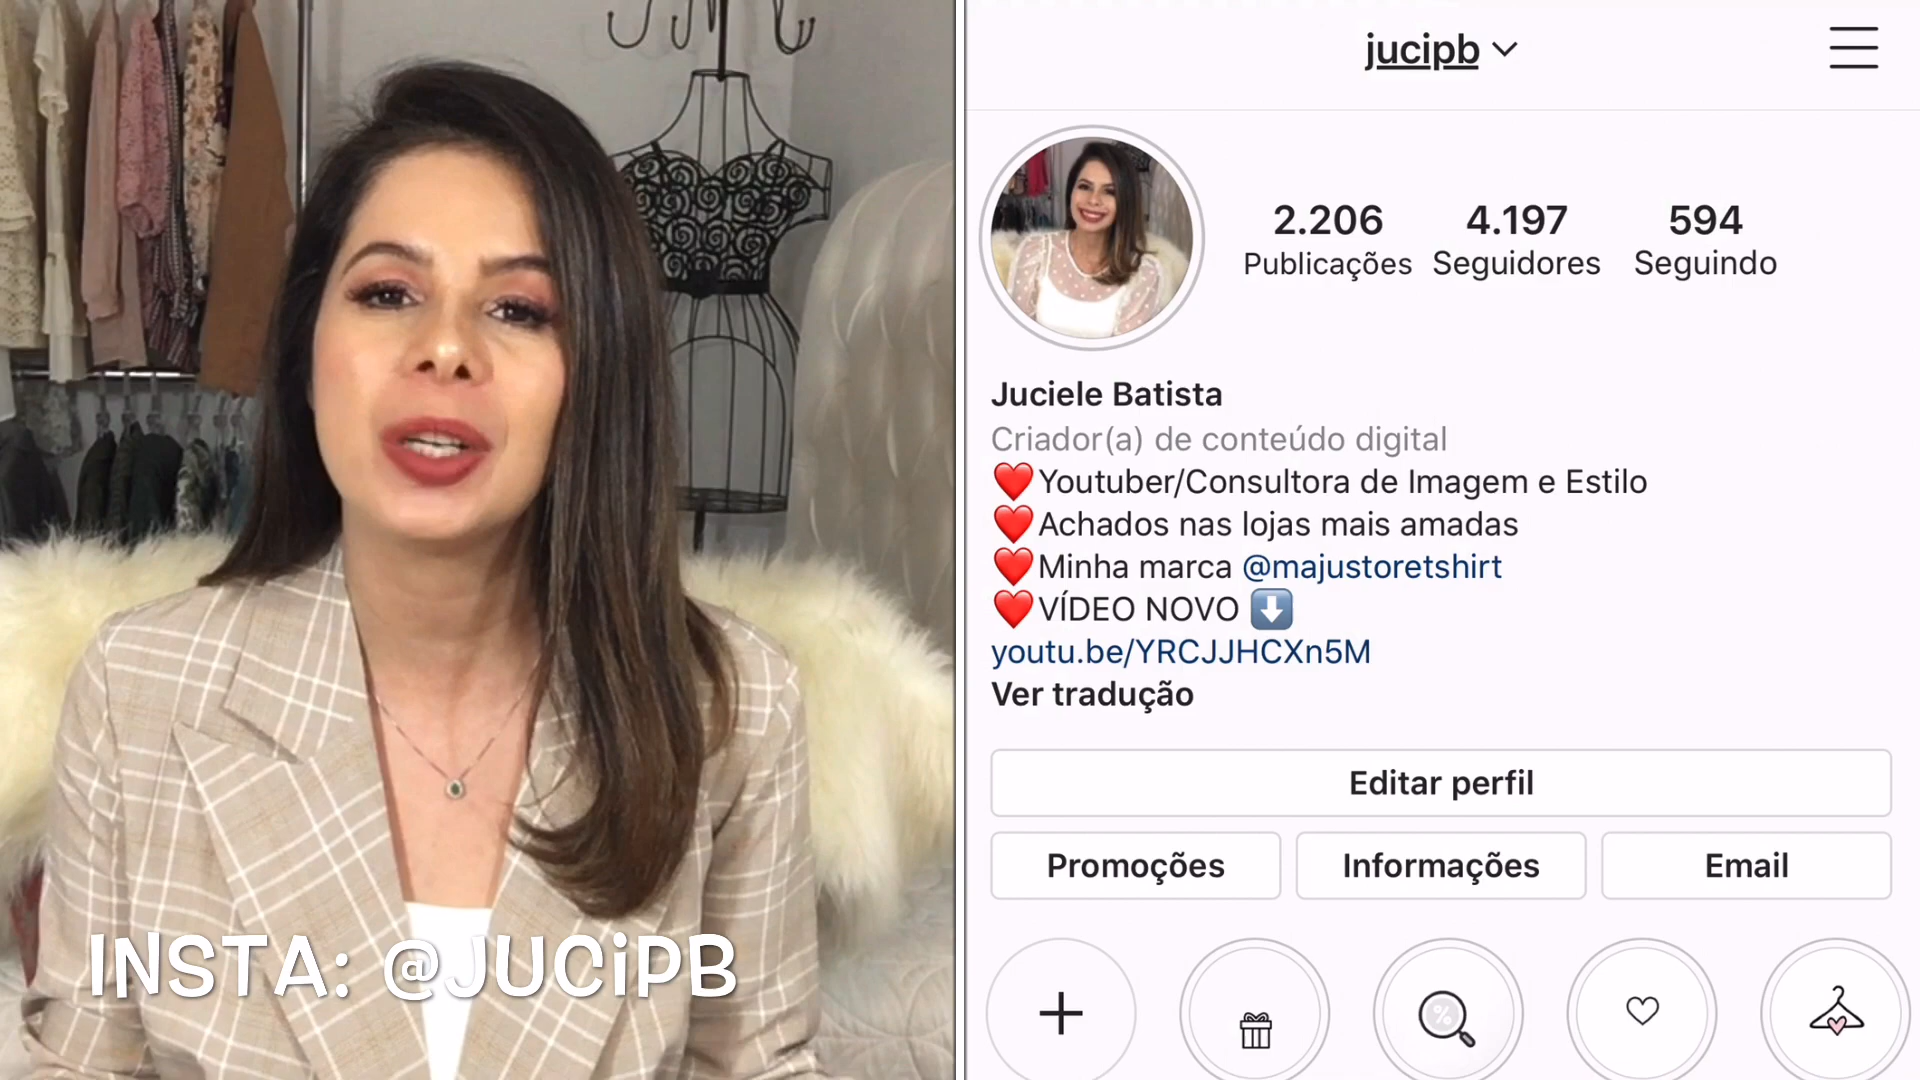 INSTA: @JUCiPB
jucipb
2.206 4.197 594
Publicações Seguidores Seguindo
Juciele Batista
Criador(a) de conteúdo digital
❤️Youtuber/Consultora de Imagem e Estilo
❤️Achados nas lojas mais amadas
❤️Minha marca @majustoretshirt
❤️VÍDEO NOVO ⬇️
youtu.be/YRCJJHCXn5M
Ver tradução
Editar perfil
Promoções Informações Email
%